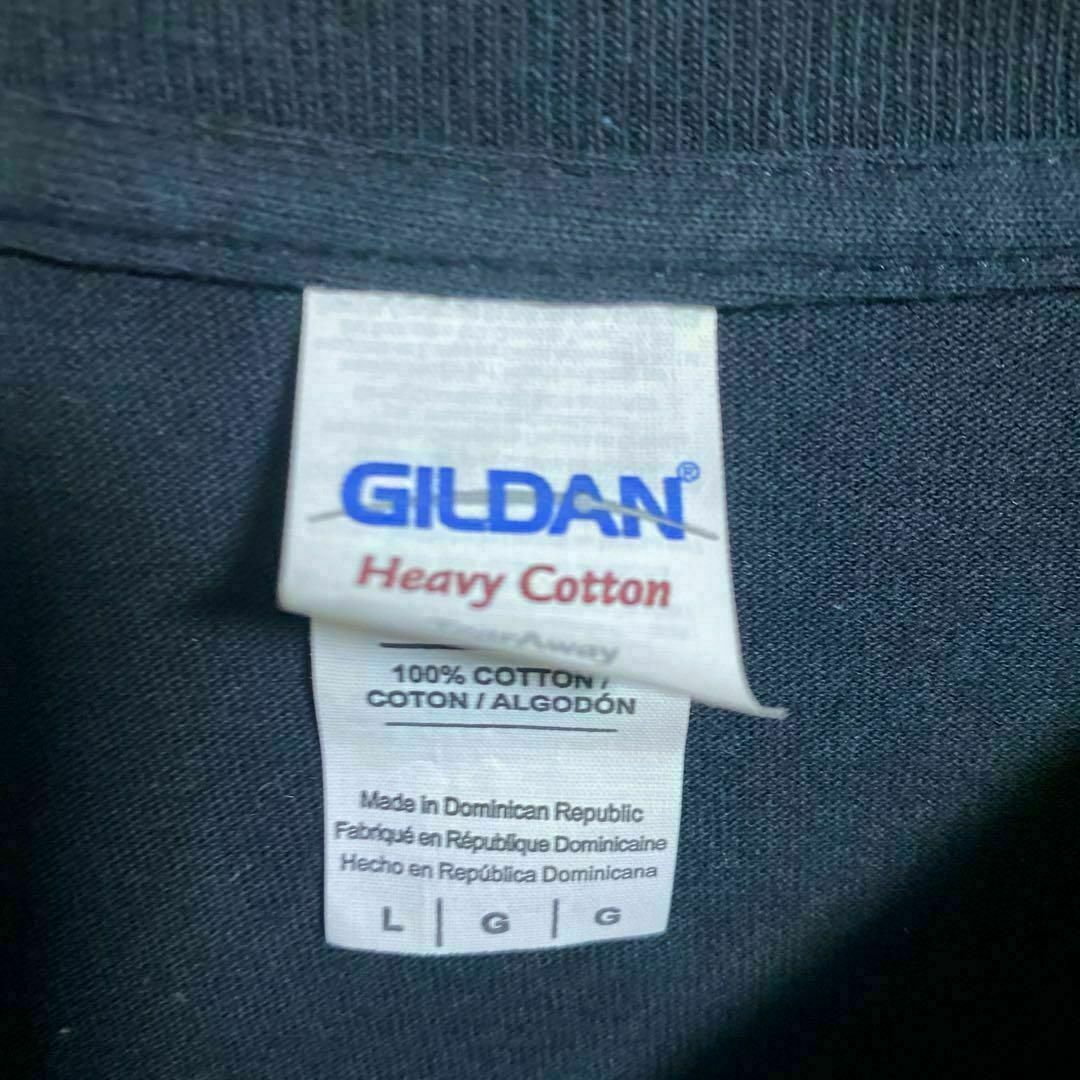 GILDAN®
Heavy Cotton
TearAway
100% COTTON /
COTON / ALGODÓN
Made in Dominican Republic
Fabriqué en République Dominicaine
Hecho en República Dominicana
L | G | G